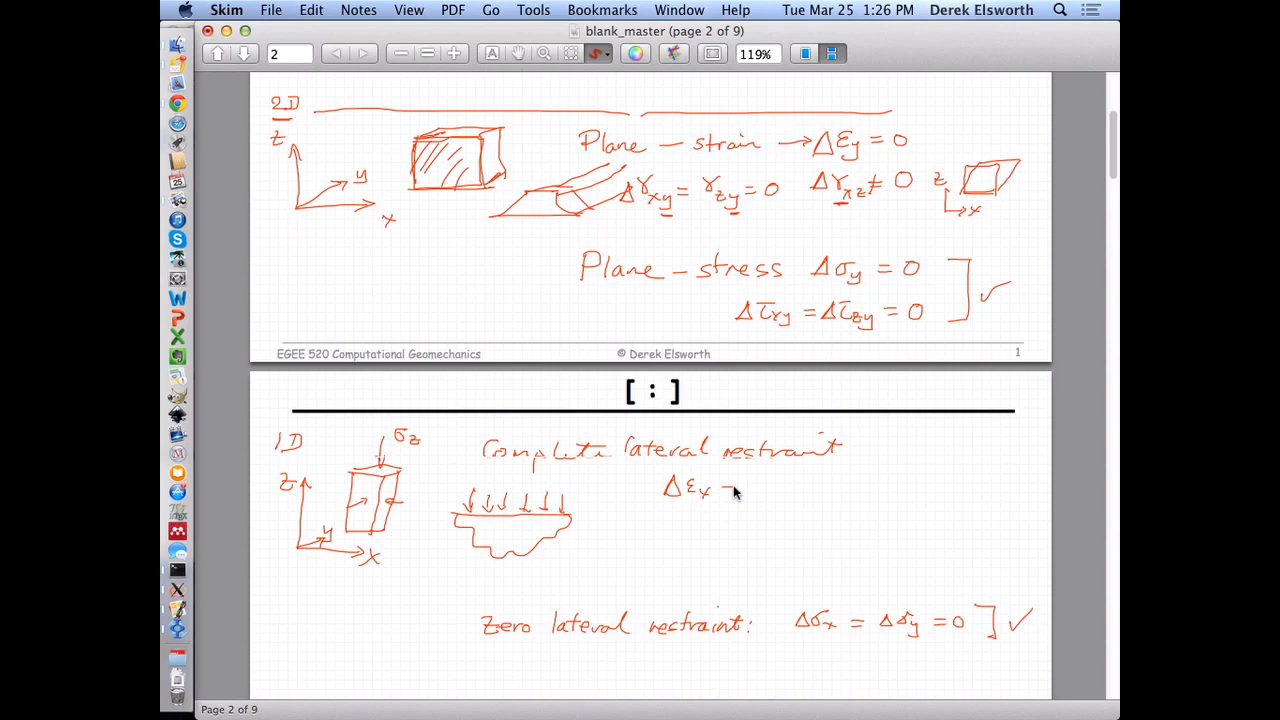 Skim File Edit Notes View PDF Go Tools Bookmarks Window Help Tue Mar 25 1:26 PM Derek Elsworth
blank_master (page 2 of 9)
2
119%
2D
z
y
x
Plane - strain → Δεy = 0
Δγxy = γzy = 0 Δγxz ≠ 0
z
x
Plane - stress Δσy = 0
Δτxy = Δτzy = 0
EGEE 520 Computational Geomechanics © Derek Elsworth 1
[ : ]
1D
σz
z
y
x
Complete lateral restraint
Δεx -
Zero lateral restraint: Δσx = Δσy = 0
Page 2 of 9